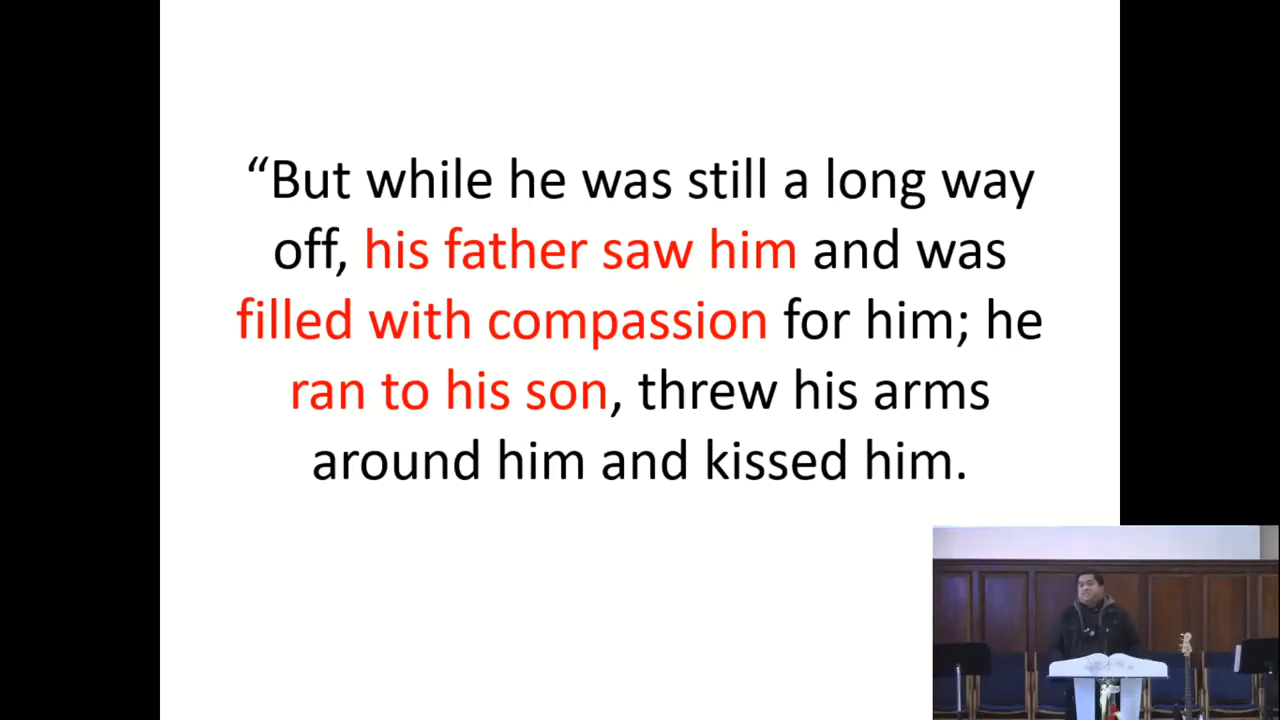 “But while he was still a long way
off, his father saw him and was
filled with compassion for him; he
ran to his son, threw his arms
around him and kissed him.